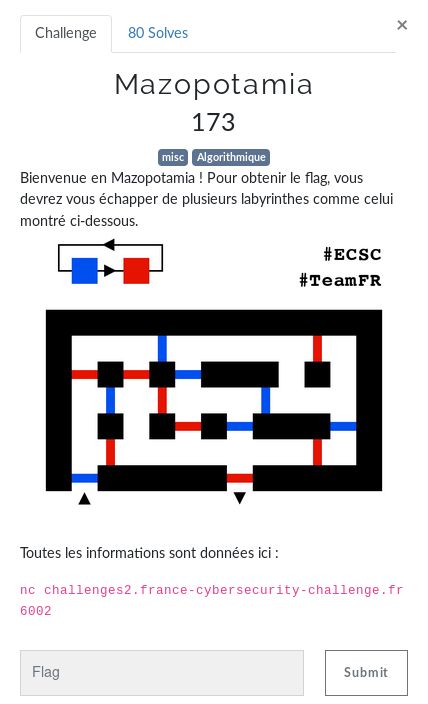 Challenge
80 Solves
×
Mazopotamia
173
misc Algorithmique
Bienvenue en Mazopotamia ! Pour obtenir le flag, vous
devrez vous échapper de plusieurs labyrinthes comme celui
montré ci-dessous.
#ECSC
#TeamFR
Toutes les informations sont données ici :
nc challenges2.france-cybersecurity-challenge.fr
6002
Flag
Submit